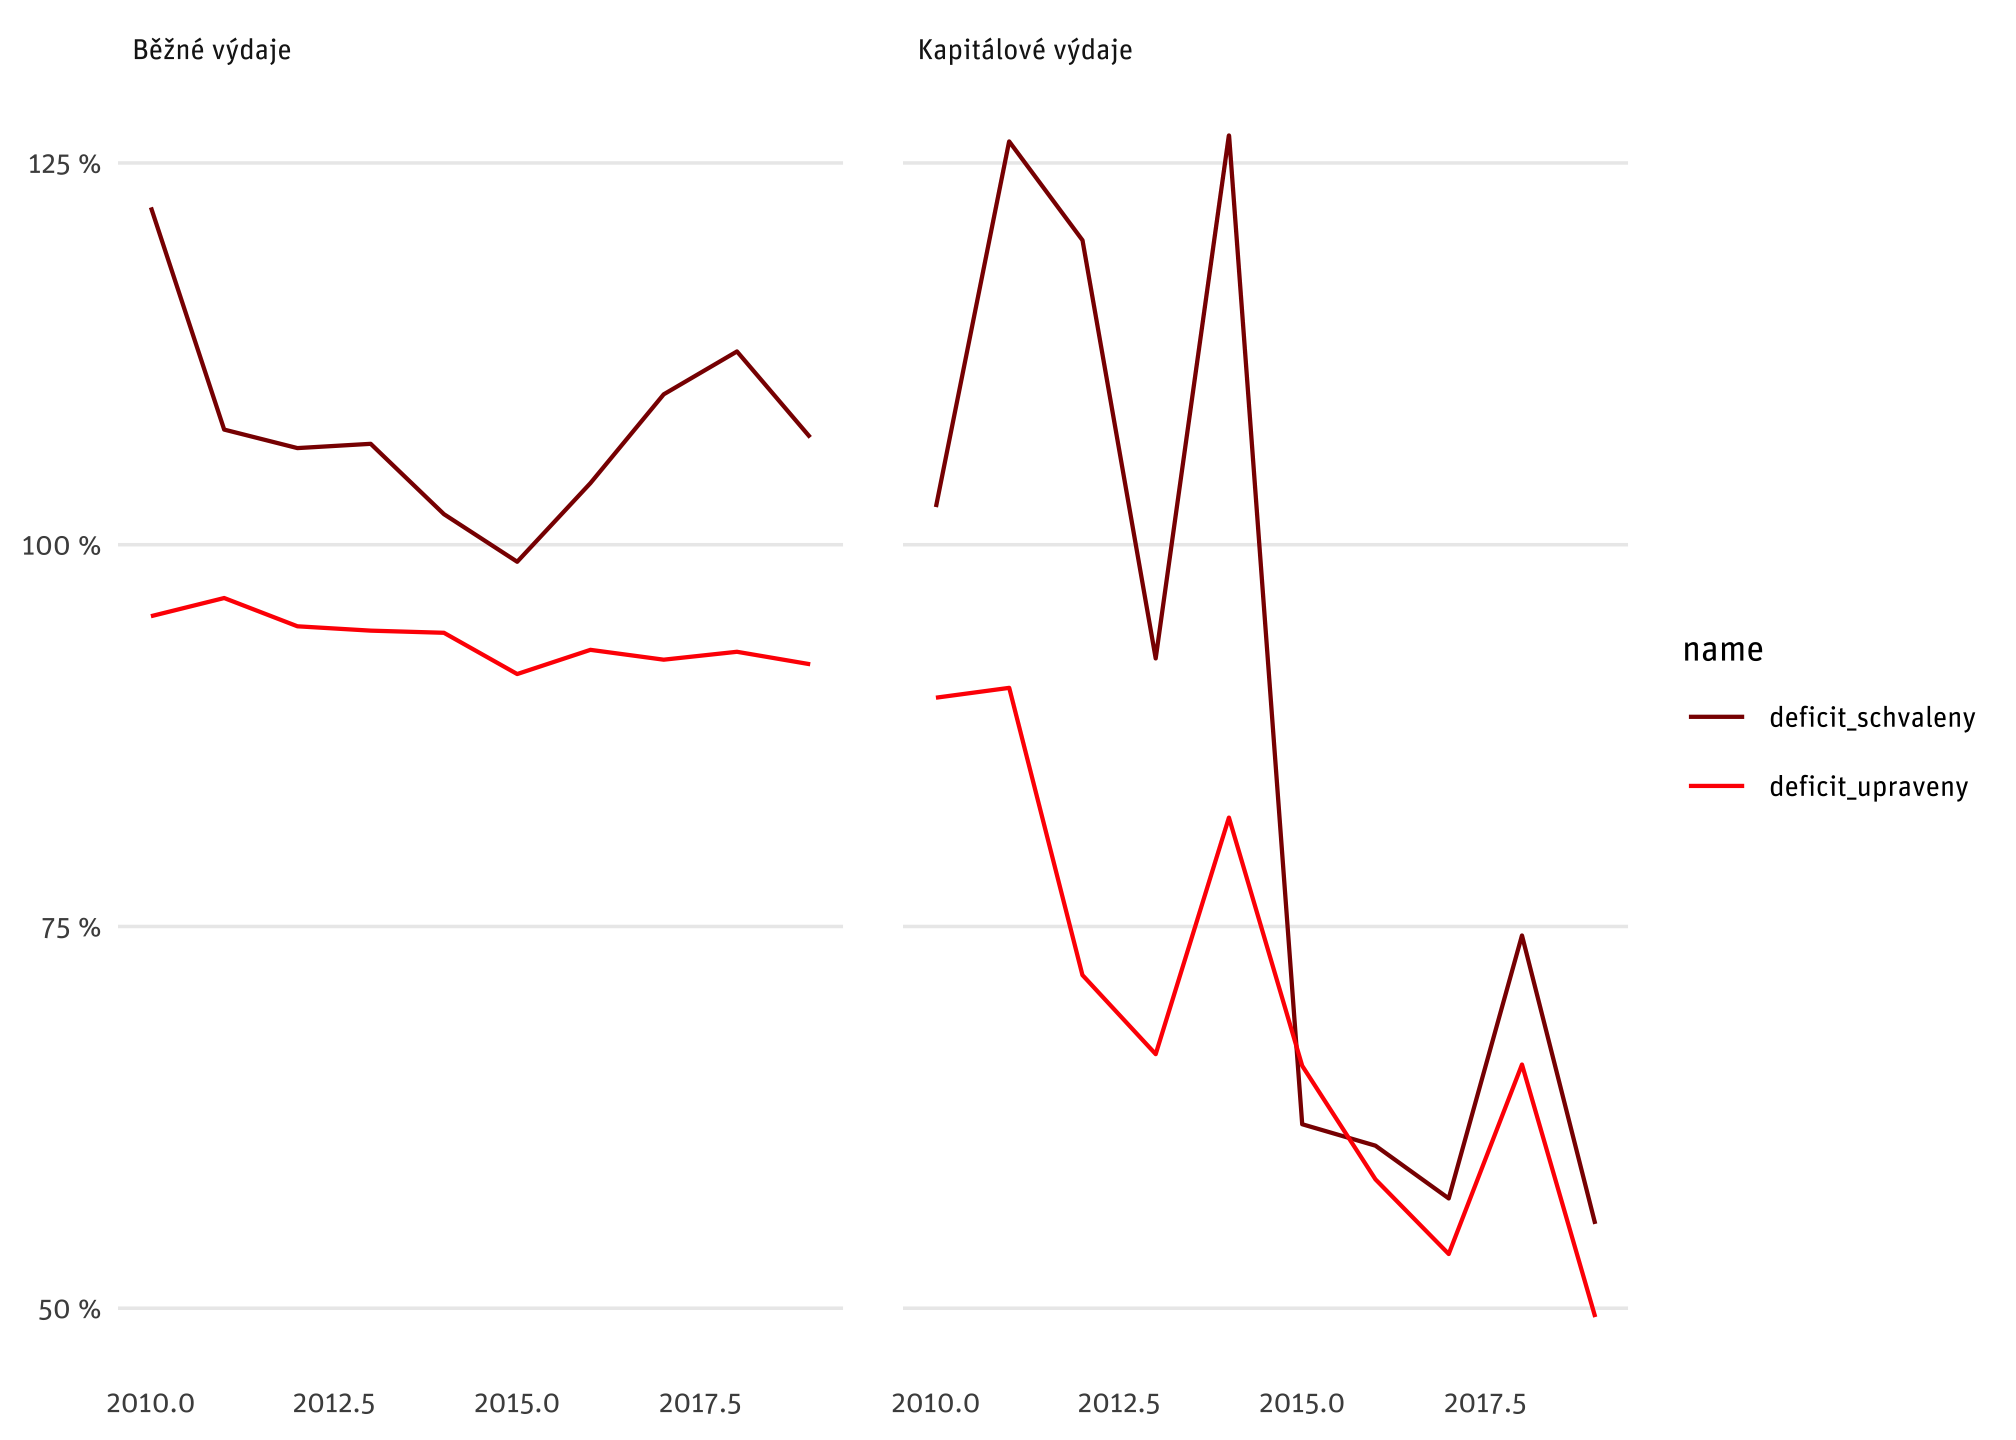 Běžné výdaje
Kapitálové výdaje
125 %
100 %
75 %
50 %
2010.0
2012.5
2015.0
2017.5
2010.0
2012.5
2015.0
2017.5
name
deficit_schvaleny
deficit_upraveny